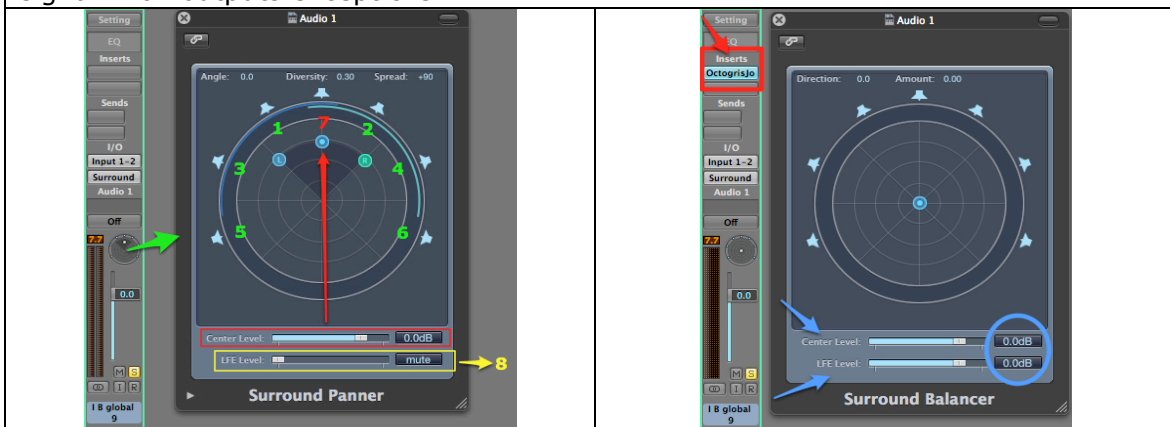 Setting
EQ
Inserts
Sends
I/O
Input 1-2
Surround
Audio 1
Off
7.7
0.0
M S
I R
I B global
9
Audio 1
Angle: 0.0 Diversity: 0.30 Spread: +90
1 7 2
L R
3 4
5 6
Center Level: 0.0dB
LFE Level: mute
8
Surround Panner
Setting
EQ
Inserts
OctogrisJo
Sends
I/O
Input 1-2
Surround
Audio 1
Off
7.7
0.0
M S
I R
I B global
9
Audio 1
Direction: 0.0 Amount: 0.00
Center Level: 0.0dB
LFE Level: 0.0dB
Surround Balancer